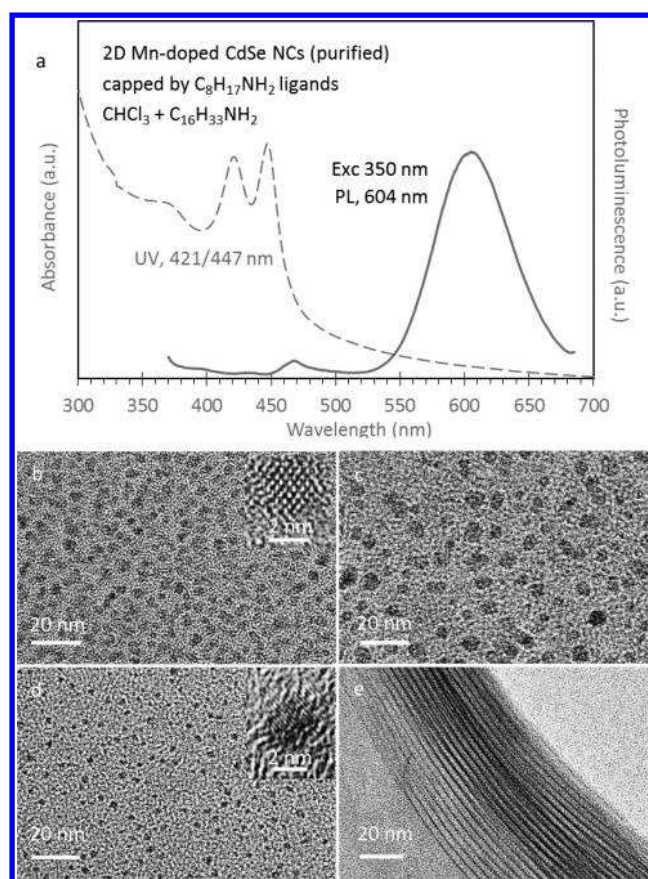 a
2D Mn-doped CdSe NCs (purified)
capped by C₈H₁₇NH₂ ligands
CHCl₃ + C₁₆H₃₃NH₂
Exc 350 nm
PL, 604 nm
UV, 421/447 nm
Absorbance (a.u.)
Photoluminescence (a.u.)
300 350 400 450 500 550 600 650 700
Wavelength (nm)
b
2 nm
20 nm
c
20 nm
d
2 nm
20 nm
e
20 nm